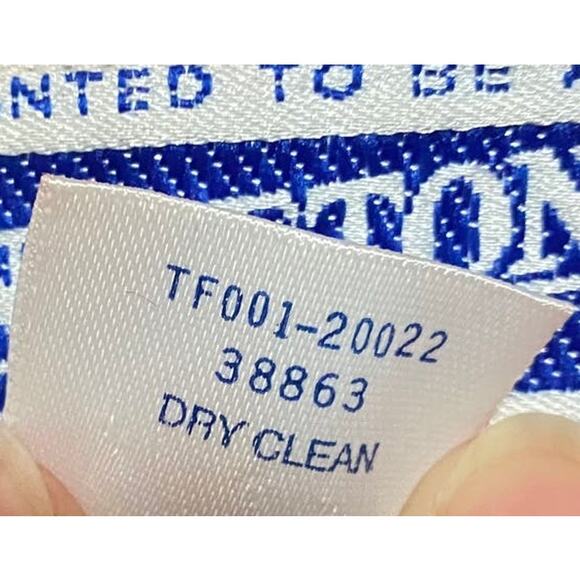 NTED TO BE
TF001-20022
38863
DRY CLEAN